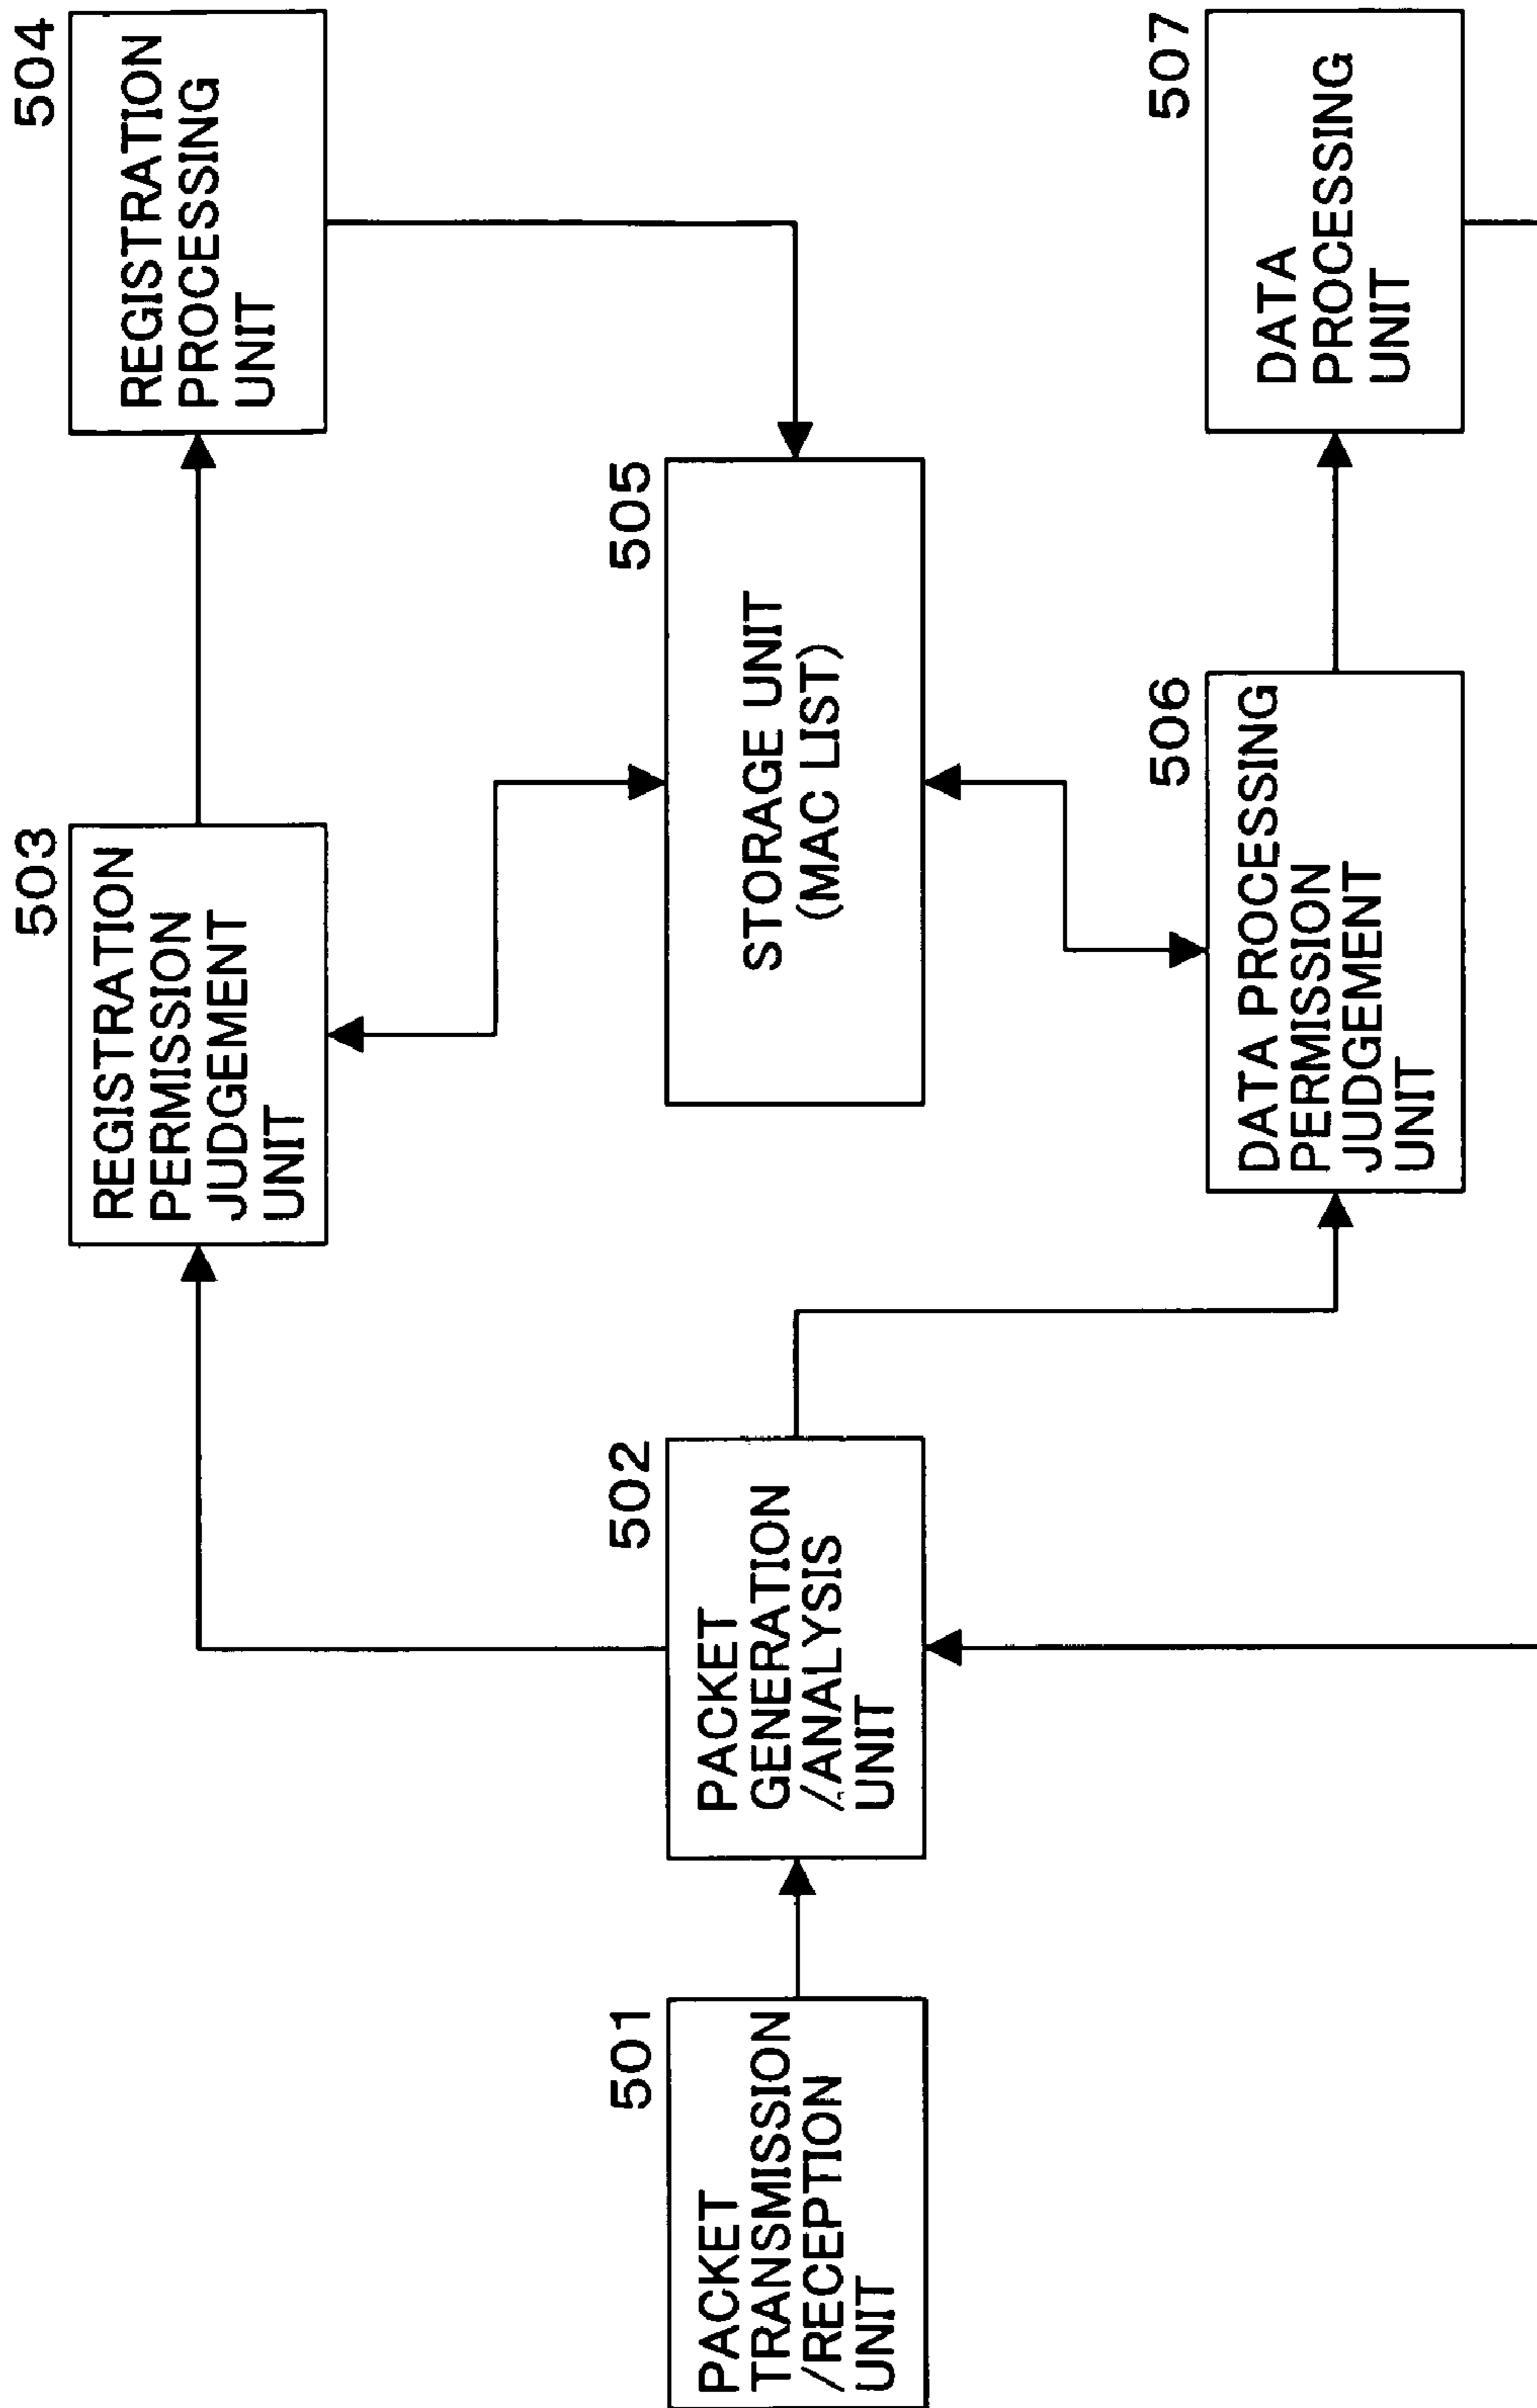 501
PACKET
TRANSMISSION
/RECEPTION
UNIT
502
PACKET
GENERATION
/ANALYSIS
UNIT
503
REGISTRATION
PERMISSION
JUDGEMENT
UNIT
504
REGISTRATION
PROCESSING
UNIT
505
STORAGE UNIT
(MAC LIST)
506
DATA PROCESSING
PERMISSION
JUDGEMENT
UNIT
507
DATA
PROCESSING
UNIT